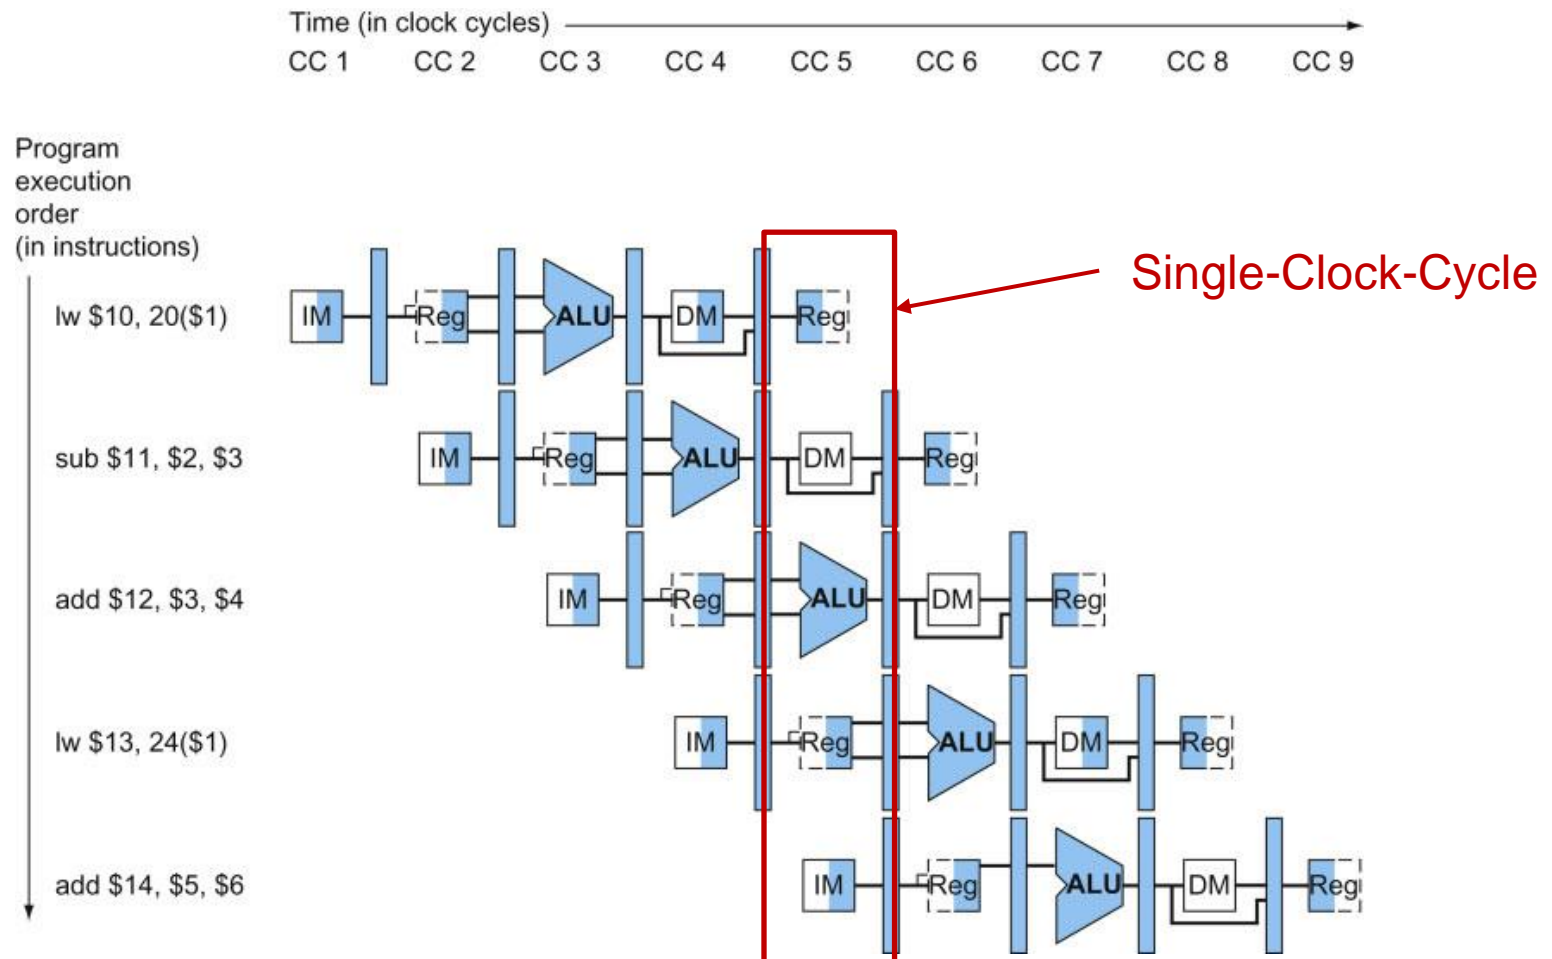 Time (in clock cycles)
CC 1 CC 2 CC 3 CC 4 CC 5 CC 6 CC 7 CC 8 CC 9
Program
execution
order
(in instructions)
Single-Clock-Cycle
lw $10, 20($1) IM Reg ALU DM Reg
sub $11, $2, $3 IM Reg ALU DM Reg
add $12, $3, $4 IM Reg ALU DM Reg
lw $13, 24($1) IM Reg ALU DM Reg
add $14, $5, $6 IM Reg ALU DM Reg